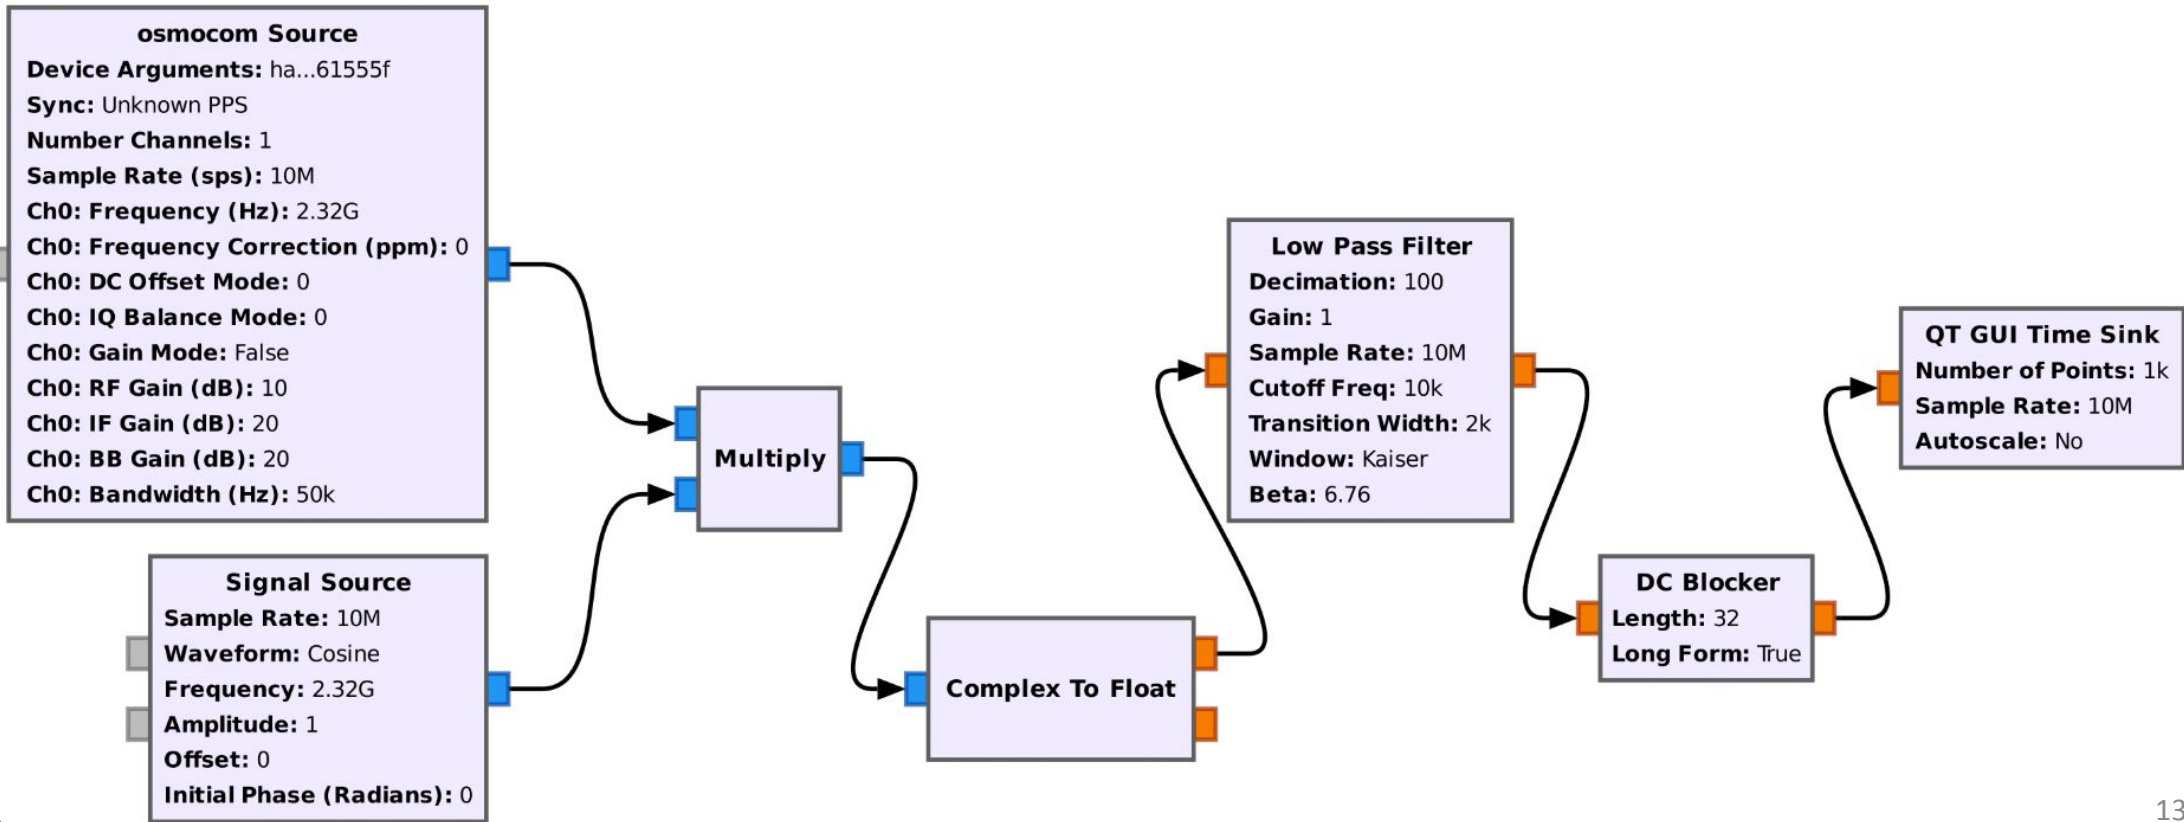 osmocom Source
Device Arguments: ha...61555f
Sync: Unknown PPS
Number Channels: 1
Sample Rate (sps): 10M
Ch0: Frequency (Hz): 2.32G
Ch0: Frequency Correction (ppm): 0
Ch0: DC Offset Mode: 0
Ch0: IQ Balance Mode: 0
Ch0: Gain Mode: False
Ch0: RF Gain (dB): 10
Ch0: IF Gain (dB): 20
Ch0: BB Gain (dB): 20
Ch0: Bandwidth (Hz): 50k
Signal Source
Sample Rate: 10M
Waveform: Cosine
Frequency: 2.32G
Amplitude: 1
Offset: 0
Initial Phase (Radians): 0
Multiply
Complex To Float
Low Pass Filter
Decimation: 100
Gain: 1
Sample Rate: 10M
Cutoff Freq: 10k
Transition Width: 2k
Window: Kaiser
Beta: 6.76
DC Blocker
Length: 32
Long Form: True
QT GUI Time Sink
Number of Points: 1k
Sample Rate: 10M
Autoscale: No
13